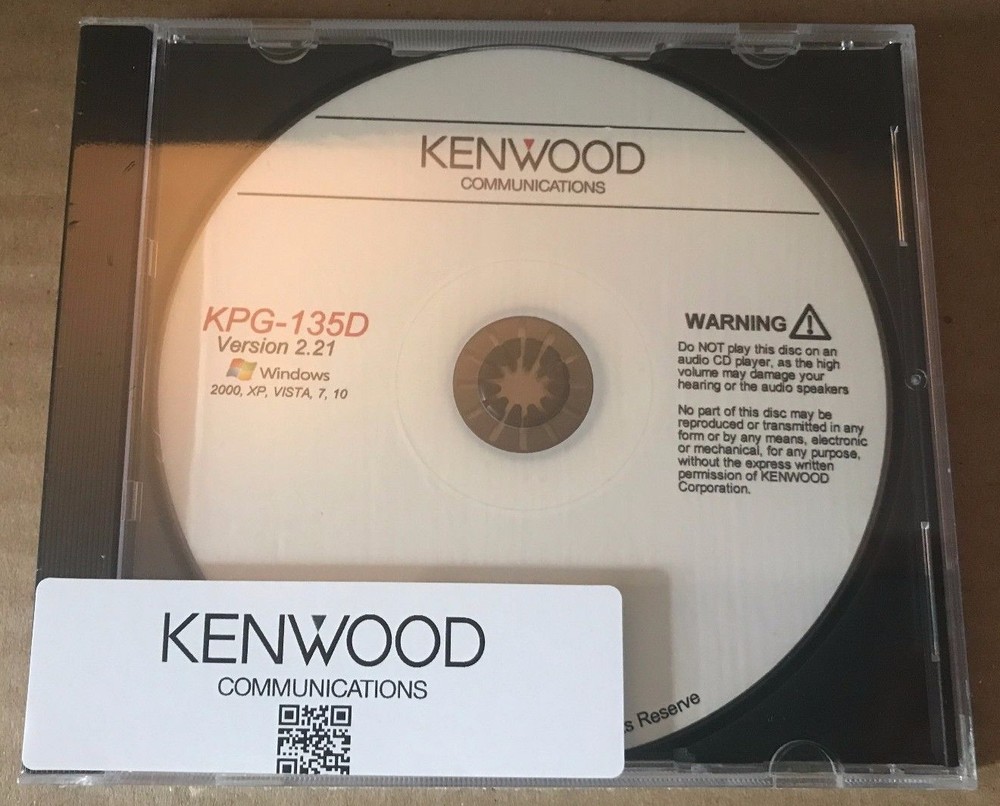 KENWOOD
COMMUNICATIONS
KPG-135D
Version 2.21
Windows
2000, XP, VISTA, 7, 10
WARNING
Do NOT play this disc on an
audio CD player, as the high
volume may damage your
hearing or the audio speakers
No part of this disc may be
reproduced or transmitted in any
form or by any means, electronic
or mechanical, for any purpose,
without the express written
permission of KENWOOD
Corporation.
Reserve
KENWOOD
COMMUNICATIONS